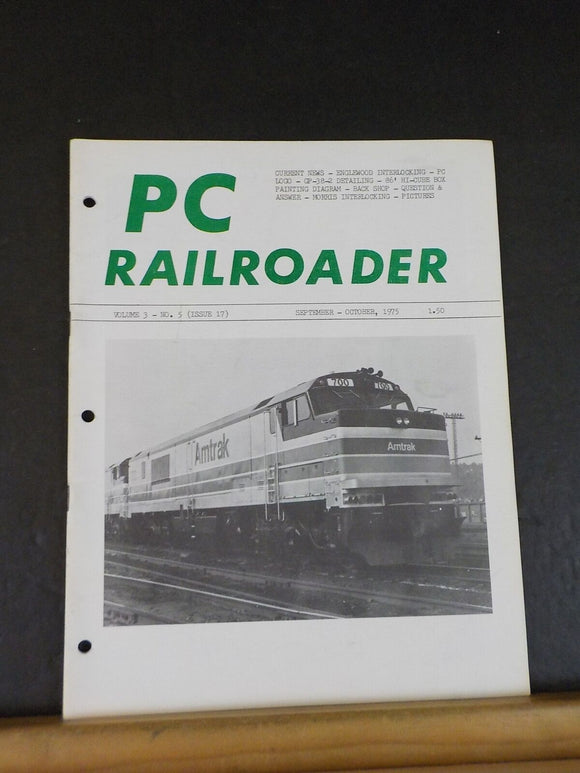 CURRENT NEWS - ENGLEWOOD INTERLOCKING - PC
LOGO - GP-38-2 DETAILING - 86' HI-CUBE BOX
PAINTING DIAGRAM - BACK SHOP - QUESTION &
ANSWER - MORRIS INTERLOCKING - PICTURES
PC
RAILROADER
VOLUME 3 - NO. 5 (ISSUE 17) SEPTEMBER - OCTOBER, 1975 1.50
700 700
Amtrak Amtrak